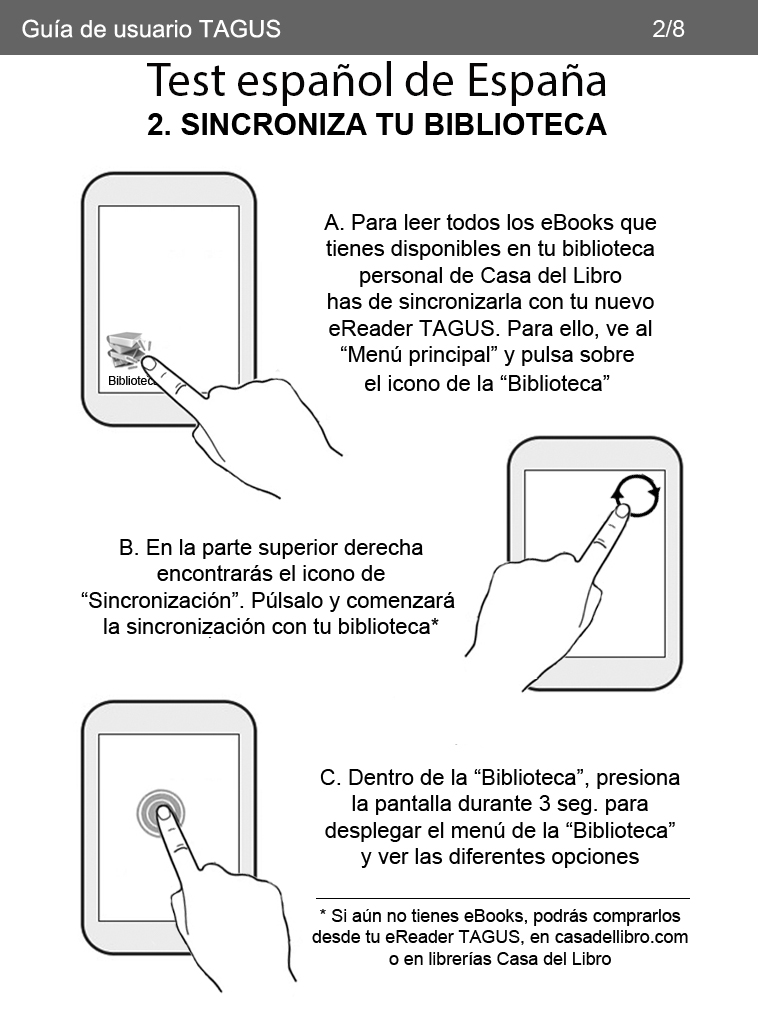 Guía de usuario TAGUS
2/8
Test español de España
2. SINCRONIZA TU BIBLIOTECA
A. Para leer todos los eBooks que
tienes disponibles en tu biblioteca
personal de Casa del Libro
has de sincronizarla con tu nuevo
eReader TAGUS. Para ello, ve al
“Menú principal” y pulsa sobre
el icono de la “Biblioteca”
B. En la parte superior derecha
encontrarás el icono de
“Sincronización”. Púlsalo y comenzará
la sincronización con tu biblioteca*
C. Dentro de la “Biblioteca”, presiona
la pantalla durante 3 seg. para
desplegar el menú de la “Biblioteca”
y ver las diferentes opciones
* Si aún no tienes eBooks, podrás comprarlos
desde tu eReader TAGUS, en casadellibro.com
o en librerías Casa del Libro